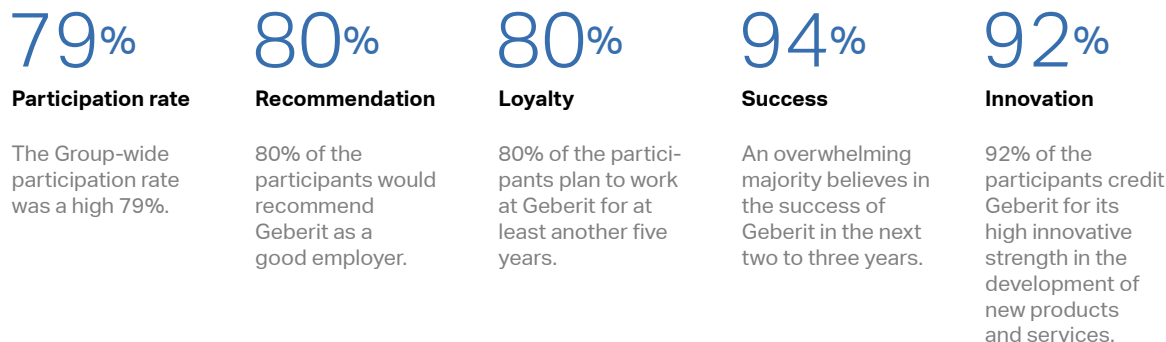 79%
Participation rate
The Group-wide
participation rate
was a high 79%.
80%
Recommendation
80% of the
participants would
recommend
Geberit as a
good employer.
80%
Loyalty
80% of the partici-
pants plan to work
at Geberit for at
least another five
years.
94%
Success
An overwhelming
majority believes in
the success of
Geberit in the next
two to three years.
92%
Innovation
92% of the
participants credit
Geberit for its
high innovative
strength in the
development of
new products
and services.